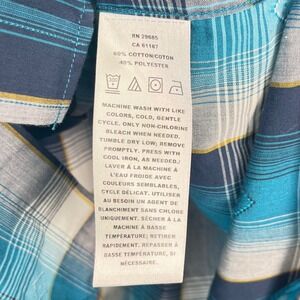 RN 29685
CA 61187
60% COTTON/COTON
40% POLYESTER
MACHINE WASH WITH LIKE
COLORS, COLD, GENTLE
CYCLE, ONLY NON-CHLORINE
BLEACH WHEN NEEDED,
TUMBLE DRY LOW; REMOVE
PROMPTLY. PRESS WITH
COOL IRON, AS NEEDED./
LAVER À LA MACHINE À
L'EAU FROIDE AVEC
COULEURS SEMBLABLES,
CYCLE DÉLICAT. UTILISER
AU BESOIN UN AGENT DE
BLANCHIMENT SANS CHLORE
UNIQUEMENT. SÉCHER À LA
MACHINE À BASSE
TEMPÉRATURE; RETIRER
RAPIDEMENT. REPASSER À
BASSE TEMPÉRATURE, SI
NÉCESSAIRE.